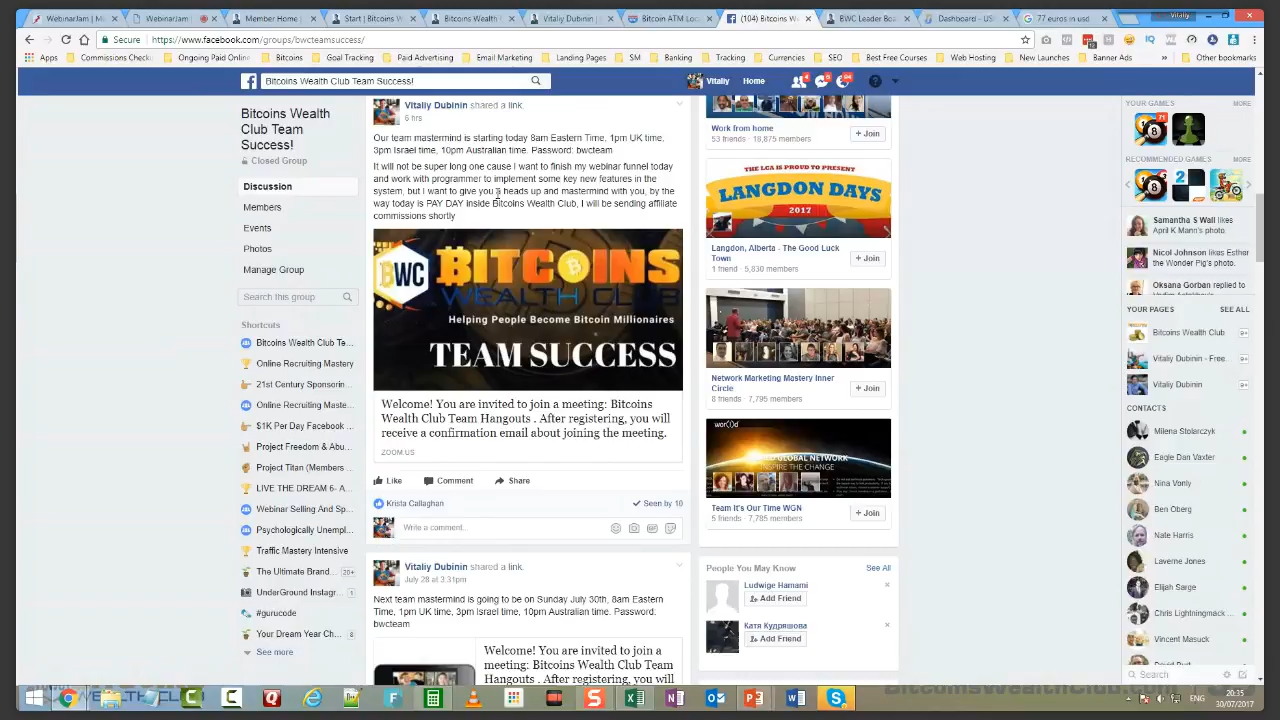 WebinarJam | M
WebinarJam |
Member Home |
Start | Bitcoins W
Bitcoins Wealth C
Vitaliy Dubinin |
Bitcoin ATM Loc
(104) Bitcoins W
BWC Leader Boa
Dashboard - US
77 euros in usd
Vitaliy
Secure
https://www.facebook.com/groups/bwcteamsuccess/
Apps
Commissions Checki
Ongoing Paid Online
Bitcoin
Goal Tracking
Paid Advertising
Email Marketing
Landing Pages
SM
Banking
Tracking
Currencies
SEO
Best Free Courses
Web Hosting
New Launches
Banner Ads
Other bookmarks
Bitcoins Wealth Club Team Success!
Vitaliy
Home
Bitcoins Wealth
Club Team
Success!
Closed Group
Discussion
Members
Events
Photos
Manage Group
Search this group
Shortcuts
Bitcoins Wealth Club Te...
Online Recruiting Mastery
21st Century Sponsorin...
Online Recruiting Maste...
$1K Per Day Facebook ...
Project Freedom & Abu...
Project Titan (Members ...
LIVE THE DREAM 6- A...
Webinar Selling And Sp...
Psychologically Unempl...
Traffic Mastery Intensive
The Ultimate Brand... 20+
UnderGround Instagr... 1
#gurucode
Your Dream Year Ch... 8
See more
Vitaliy Dubinin shared a link.
6 hrs
Our team mastermind is starting today 8am Eastern Time, 1pm UK time,
3pm Israel time, 10pm Australian time. Password: bwcteam
It will not be super long one cause I want to finish my webinar funnel today
and work with programmer to implement some key new features in the
system, but I want to give you a heads up and mastermind with you, by the
way today is PAY DAY inside Bitcoins Wealth Club, I will be sending affiliate
commissions shortly
BWC
BITCOINS
WEALTH CLUB
Helping People Become Bitcoin Millionaires
TEAM SUCCESS
Welcome! You are invited to join a meeting: Bitcoins
Wealth Club Team Hangouts . After registering, you will
receive a confirmation email about joining the meeting.
ZOOM.US
Like
Comment
Share
Krista Callaghan
Seen by 10
Write a comment...
Vitaliy Dubinin shared a link.
July 28 at 3:31pm
Next team mastermind is going to be on Sunday July 30th, 8am Eastern
Time, 1pm UK time, 3pm Israel time, 10pm Australian time. Password:
bwcteam
Welcome! You are invited to join a
meeting: Bitcoins Wealth Club Team
Hangouts . After registering, you will
Work from home
53 friends · 18,875 members
+ Join
THE LCA IS PROUD TO PRESENT
LANGDON DAYS
2017
Langdon, Alberta - The Good Luck
Town
1 friend · 5,830 members
+ Join
Network Marketing Mastery Inner
Circle
8 friends · 7,795 members
+ Join
GLOBAL NETWORK
INSPIRE THE CHANGE
Team It's Our Time WGN
5 friends · 7,785 members
+ Join
People You May Know
See All
Ludwige Hamami
Add Friend
Катя Кудряшова
Add Friend
YOUR GAMES
MORE
RECOMMENDED GAMES
MORE
Samantha S Wall likes
April K Mann's photo.
Nicol Johnson likes Esther
the Wonder Pig's photo.
Oksana Gorban replied to
YOUR PAGES
SEE ALL
Bitcoins Wealth Club
Vitaliy Dubinin - Free...
Vitaliy Dubinin
CONTACTS
Milena Stolarczyk
Eagle Dan Vaxter
Nina Vonly
Ben Oberg
Nate Harris
Laverne Jones
Elijah Sarge
Chris Lightningmack ...
Vincent Masuck
Search
ENG
20:35
30/07/2017